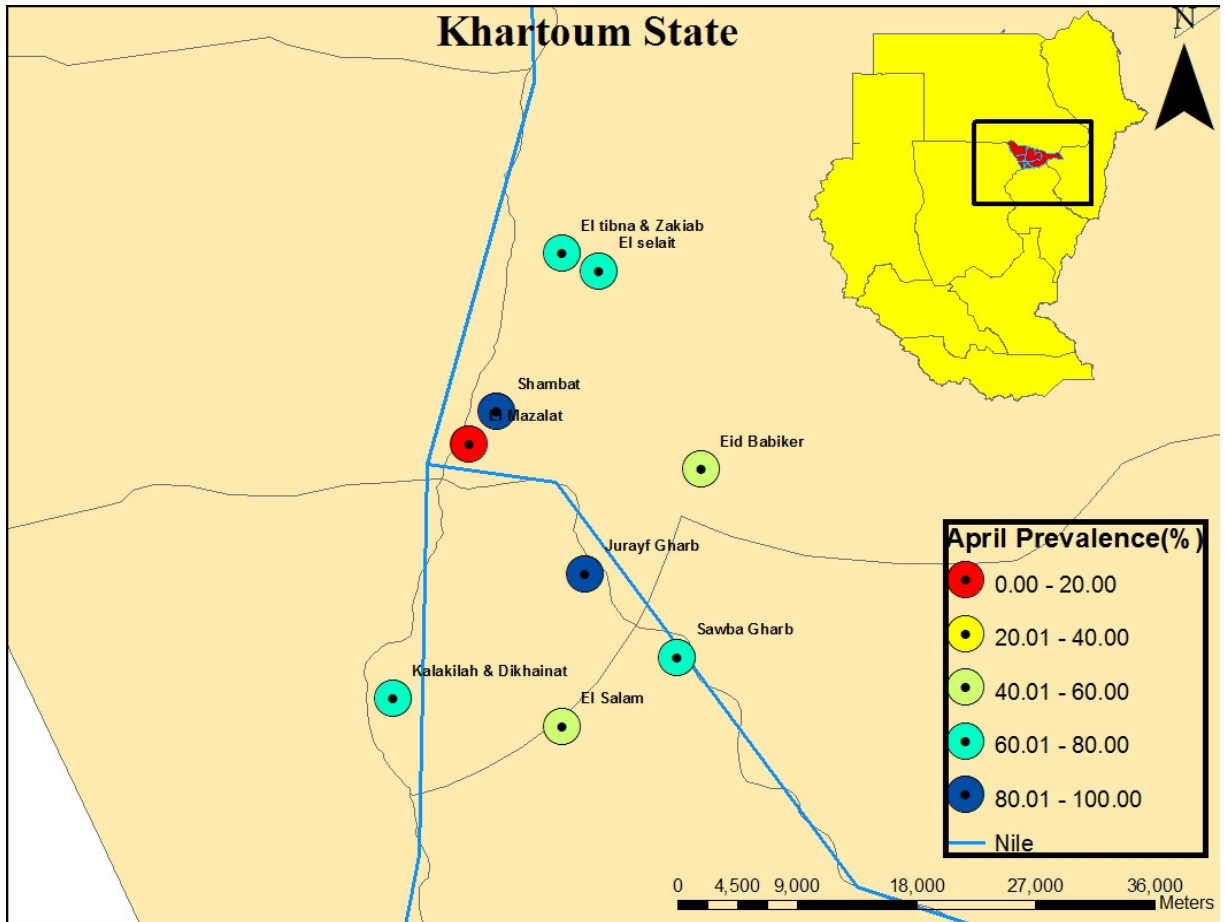 Khartoum State
N
El tibna & Zakiab
El selait
Shambat
El Mazalat
Eid Babiker
Jurayf Gharb
Sawba Gharb
Kalakilah & Dikhainat
El Salam
April Prevalence(%)
0.00 - 20.00
20.01 - 40.00
40.01 - 60.00
60.01 - 80.00
80.01 - 100.00
Nile
0 4,500 9,000 18,000 27,000 36,000
Meters